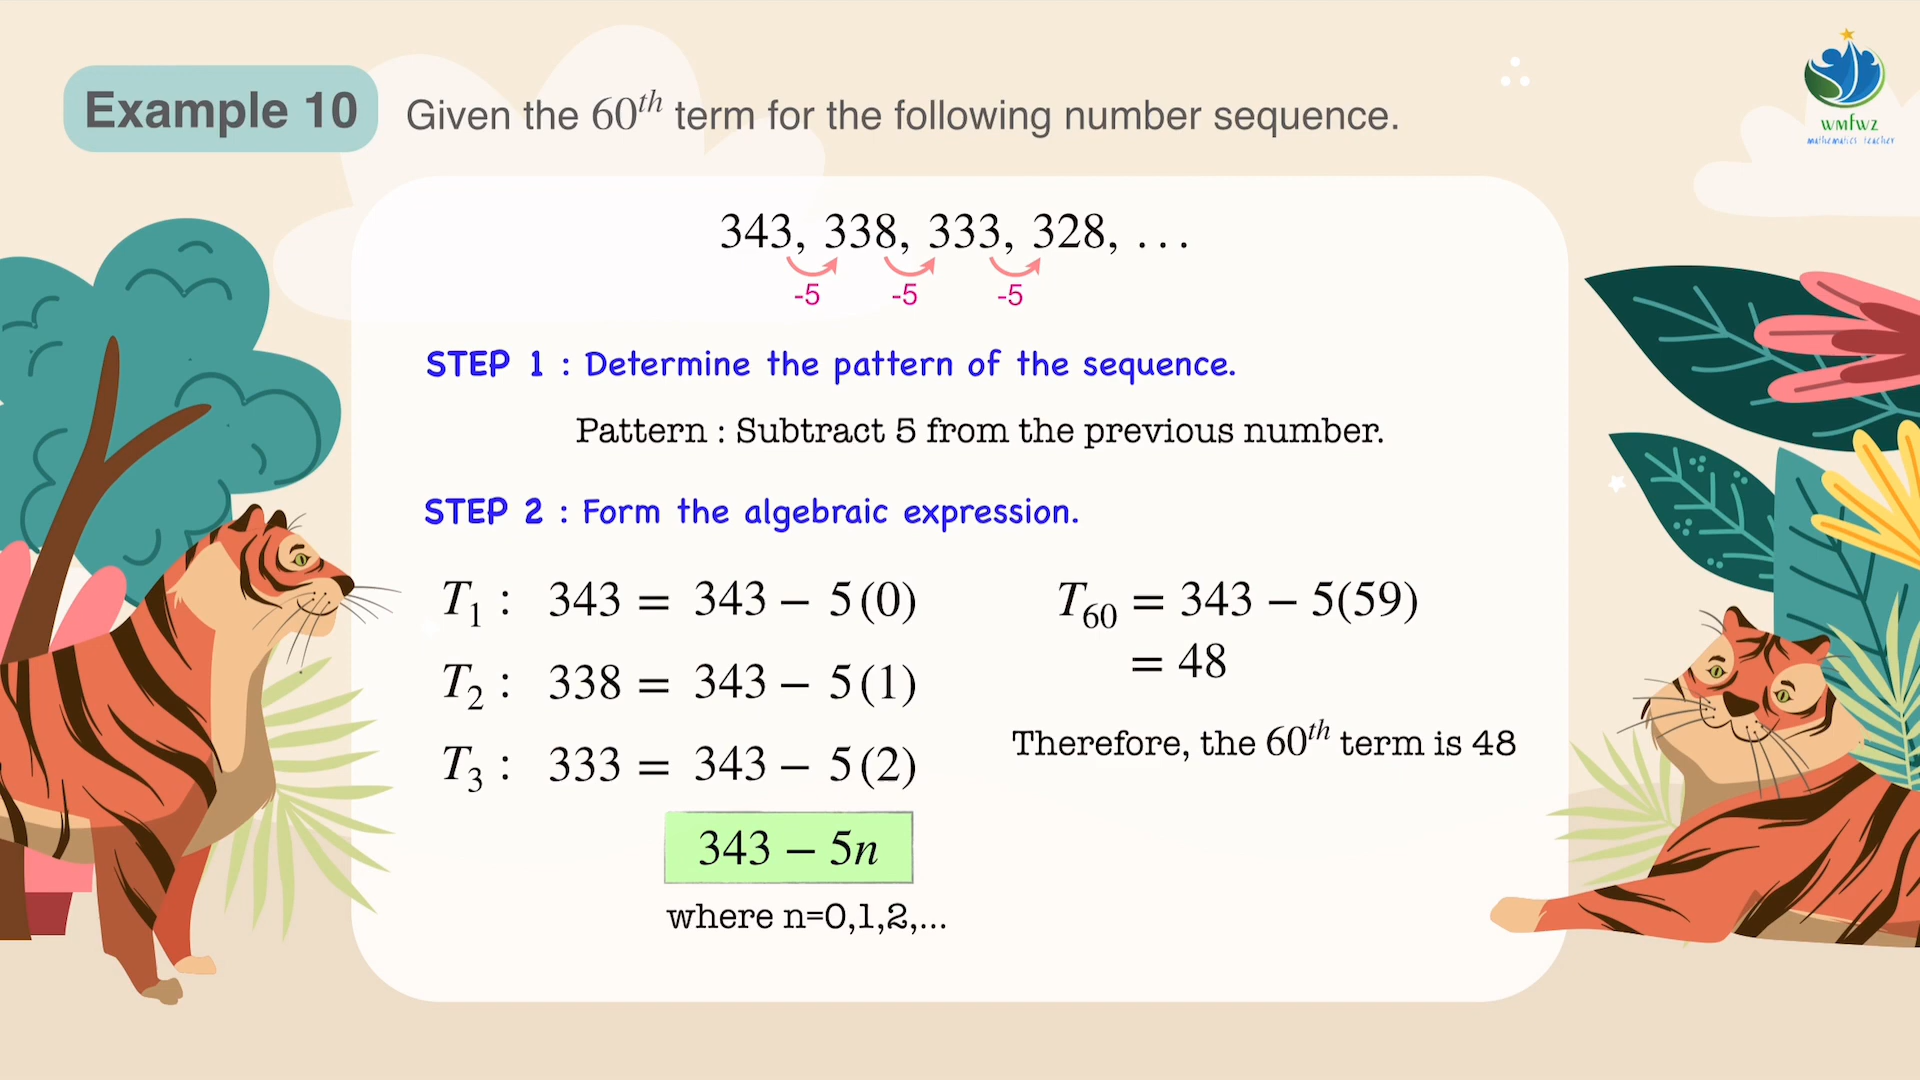 Example 10 Given the 60th term for the following number sequence.
wmfwz
mathematics teacher
343, 338, 333, 328, ...
-5 -5 -5
STEP 1 : Determine the pattern of the sequence.
Pattern : Subtract 5 from the previous number.
STEP 2 : Form the algebraic expression.
T1 : 343 = 343 − 5(0)
T2 : 338 = 343 − 5(1)
T3 : 333 = 343 − 5(2)
343 − 5n
where n=0,1,2,...
T60 = 343 − 5(59)
= 48
Therefore, the 60th term is 48